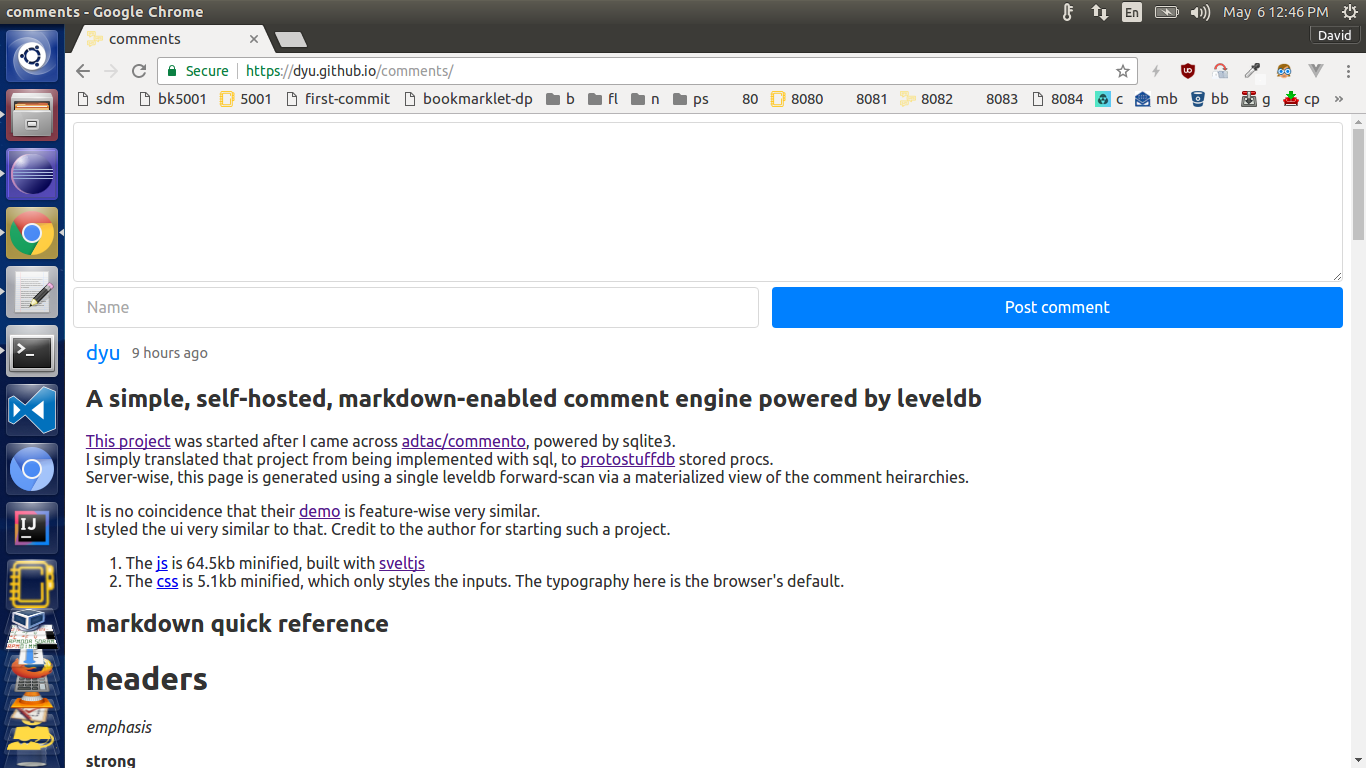 comments - Google Chrome
En
May 6 12:46 PM
comments
David
Secure
https://dyu.github.io/comments/
sdm
bk5001
5001
first-commit
bookmarklet-dp
b
fl
n
ps
80
8080
8081
8082
8083
8084
c
mb
bb
g
cp
»
Name
Post comment
dyu 9 hours ago
A simple, self-hosted, markdown-enabled comment engine powered by leveldb
This project was started after I came across adtac/commento, powered by sqlite3.
I simply translated that project from being implemented with sql, to protostuffdb stored procs.
Server-wise, this page is generated using a single leveldb forward-scan via a materialized view of the comment heirarchies.
It is no coincidence that their demo is feature-wise very similar.
I styled the ui very similar to that. Credit to the author for starting such a project.
1. The js is 64.5kb minified, built with sveltjs
2. The css is 5.1kb minified, which only styles the inputs. The typography here is the browser's default.
markdown quick reference
headers
emphasis
strong
IJ